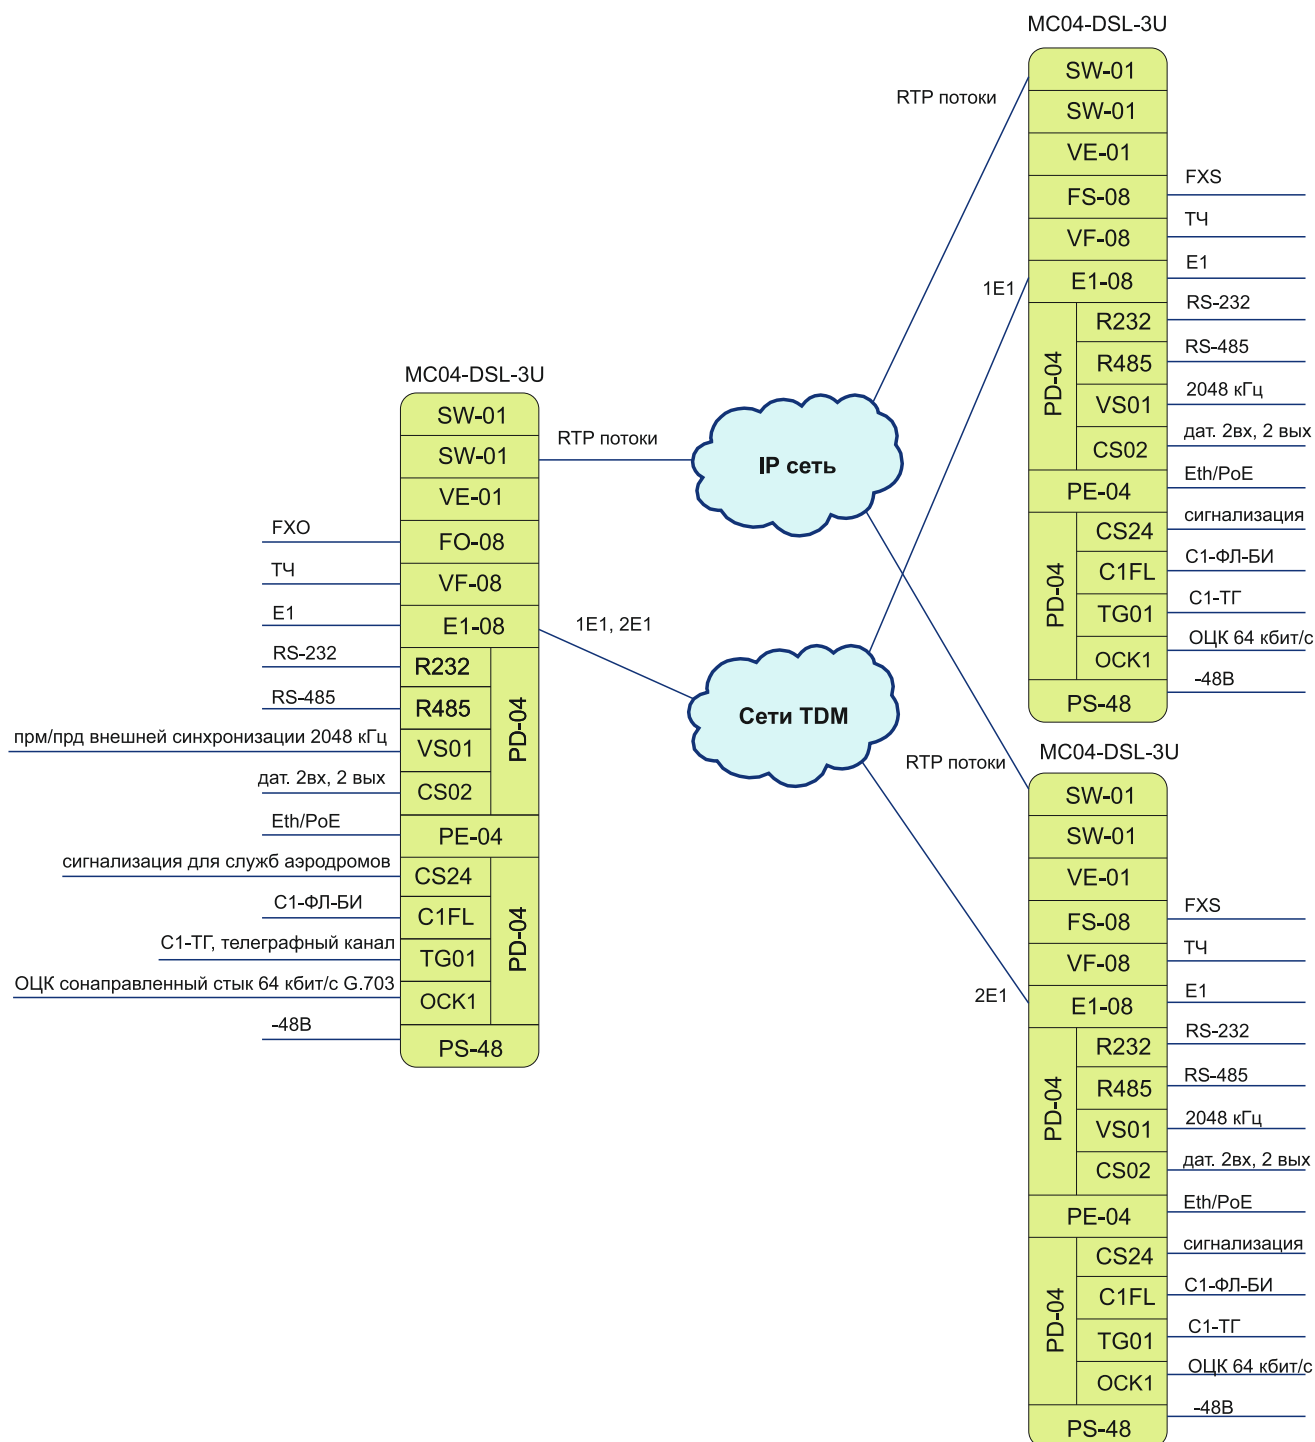 MC04-DSL-3U
SW-01
SW-01
VE-01
FS-08
VF-08
E1-08
PD-04
R232
R485
VS01
CS02
PE-04
PD-04
CS24
C1FL
TG01
OCK1
PS-48
FXS
ТЧ
E1
RS-232
RS-485
2048 кГц
дат. 2вх, 2 вых
Eth/PoE
сигнализация
С1-ФЛ-БИ
С1-ТГ
ОЦК 64 кбит/с
-48В
RTP потоки
1E1
MC04-DSL-3U
SW-01
SW-01
VE-01
FO-08
VF-08
E1-08
R232
R485
VS01
CS02
PD-04
PE-04
CS24
C1FL
TG01
OCK1
PD-04
PS-48
FXO
ТЧ
E1
RS-232
RS-485
прм/прд внешней синхронизации 2048 кГц
дат. 2вх, 2 вых
Eth/PoE
сигнализация для служб аэродромов
С1-ФЛ-БИ
С1-ТГ, телеграфный канал
ОЦК сонаправленный стык 64 кбит/с G.703
-48В
RTP потоки
IP сеть
1E1, 2E1
Сети TDM
RTP потоки
2E1
MC04-DSL-3U
SW-01
SW-01
VE-01
FS-08
VF-08
E1-08
PD-04
R232
R485
VS01
CS02
PE-04
PD-04
CS24
C1FL
TG01
OCK1
PS-48
FXS
ТЧ
E1
RS-232
RS-485
2048 кГц
дат. 2вх, 2 вых
Eth/PoE
сигнализация
С1-ФЛ-БИ
С1-ТГ
ОЦК 64 кбит/с
-48В